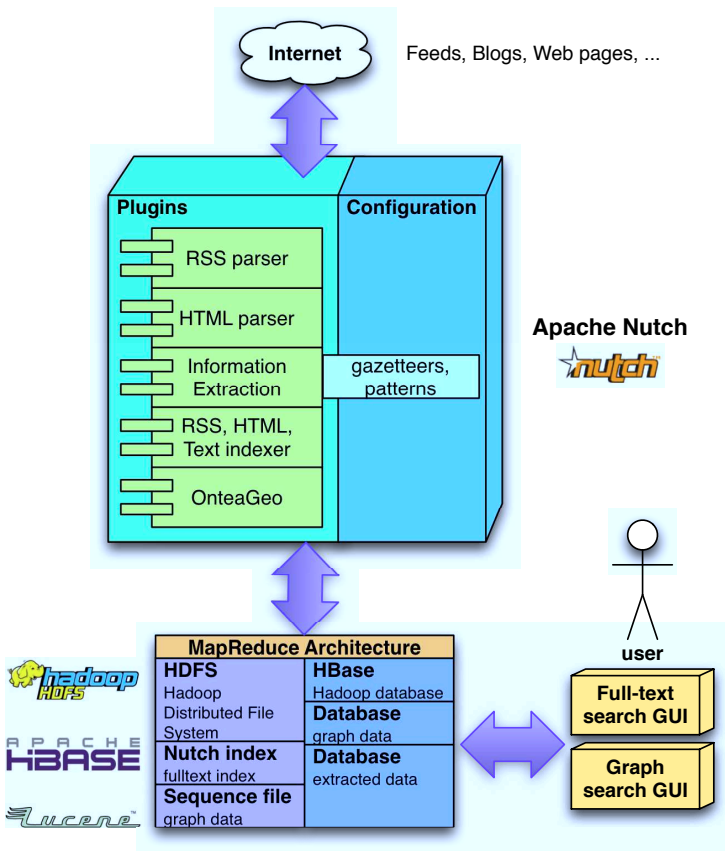 Internet
Feeds, Blogs, Web pages, ...
Plugins
Configuration
RSS parser
HTML parser
Information
Extraction
gazetteers,
patterns
RSS, HTML,
Text indexer
OnteaGeo
Apache Nutch
nutch
user
Full-text
search GUI
Graph
search GUI
MapReduce Architecture
HDFS
Hadoop
Distributed File
System
Nutch index
fulltext index
Sequence file
graph data
HBase
Hadoop database
Database
graph data
Database
extracted data
hadoop
HDFS
APACHE
HBASE
Lucene